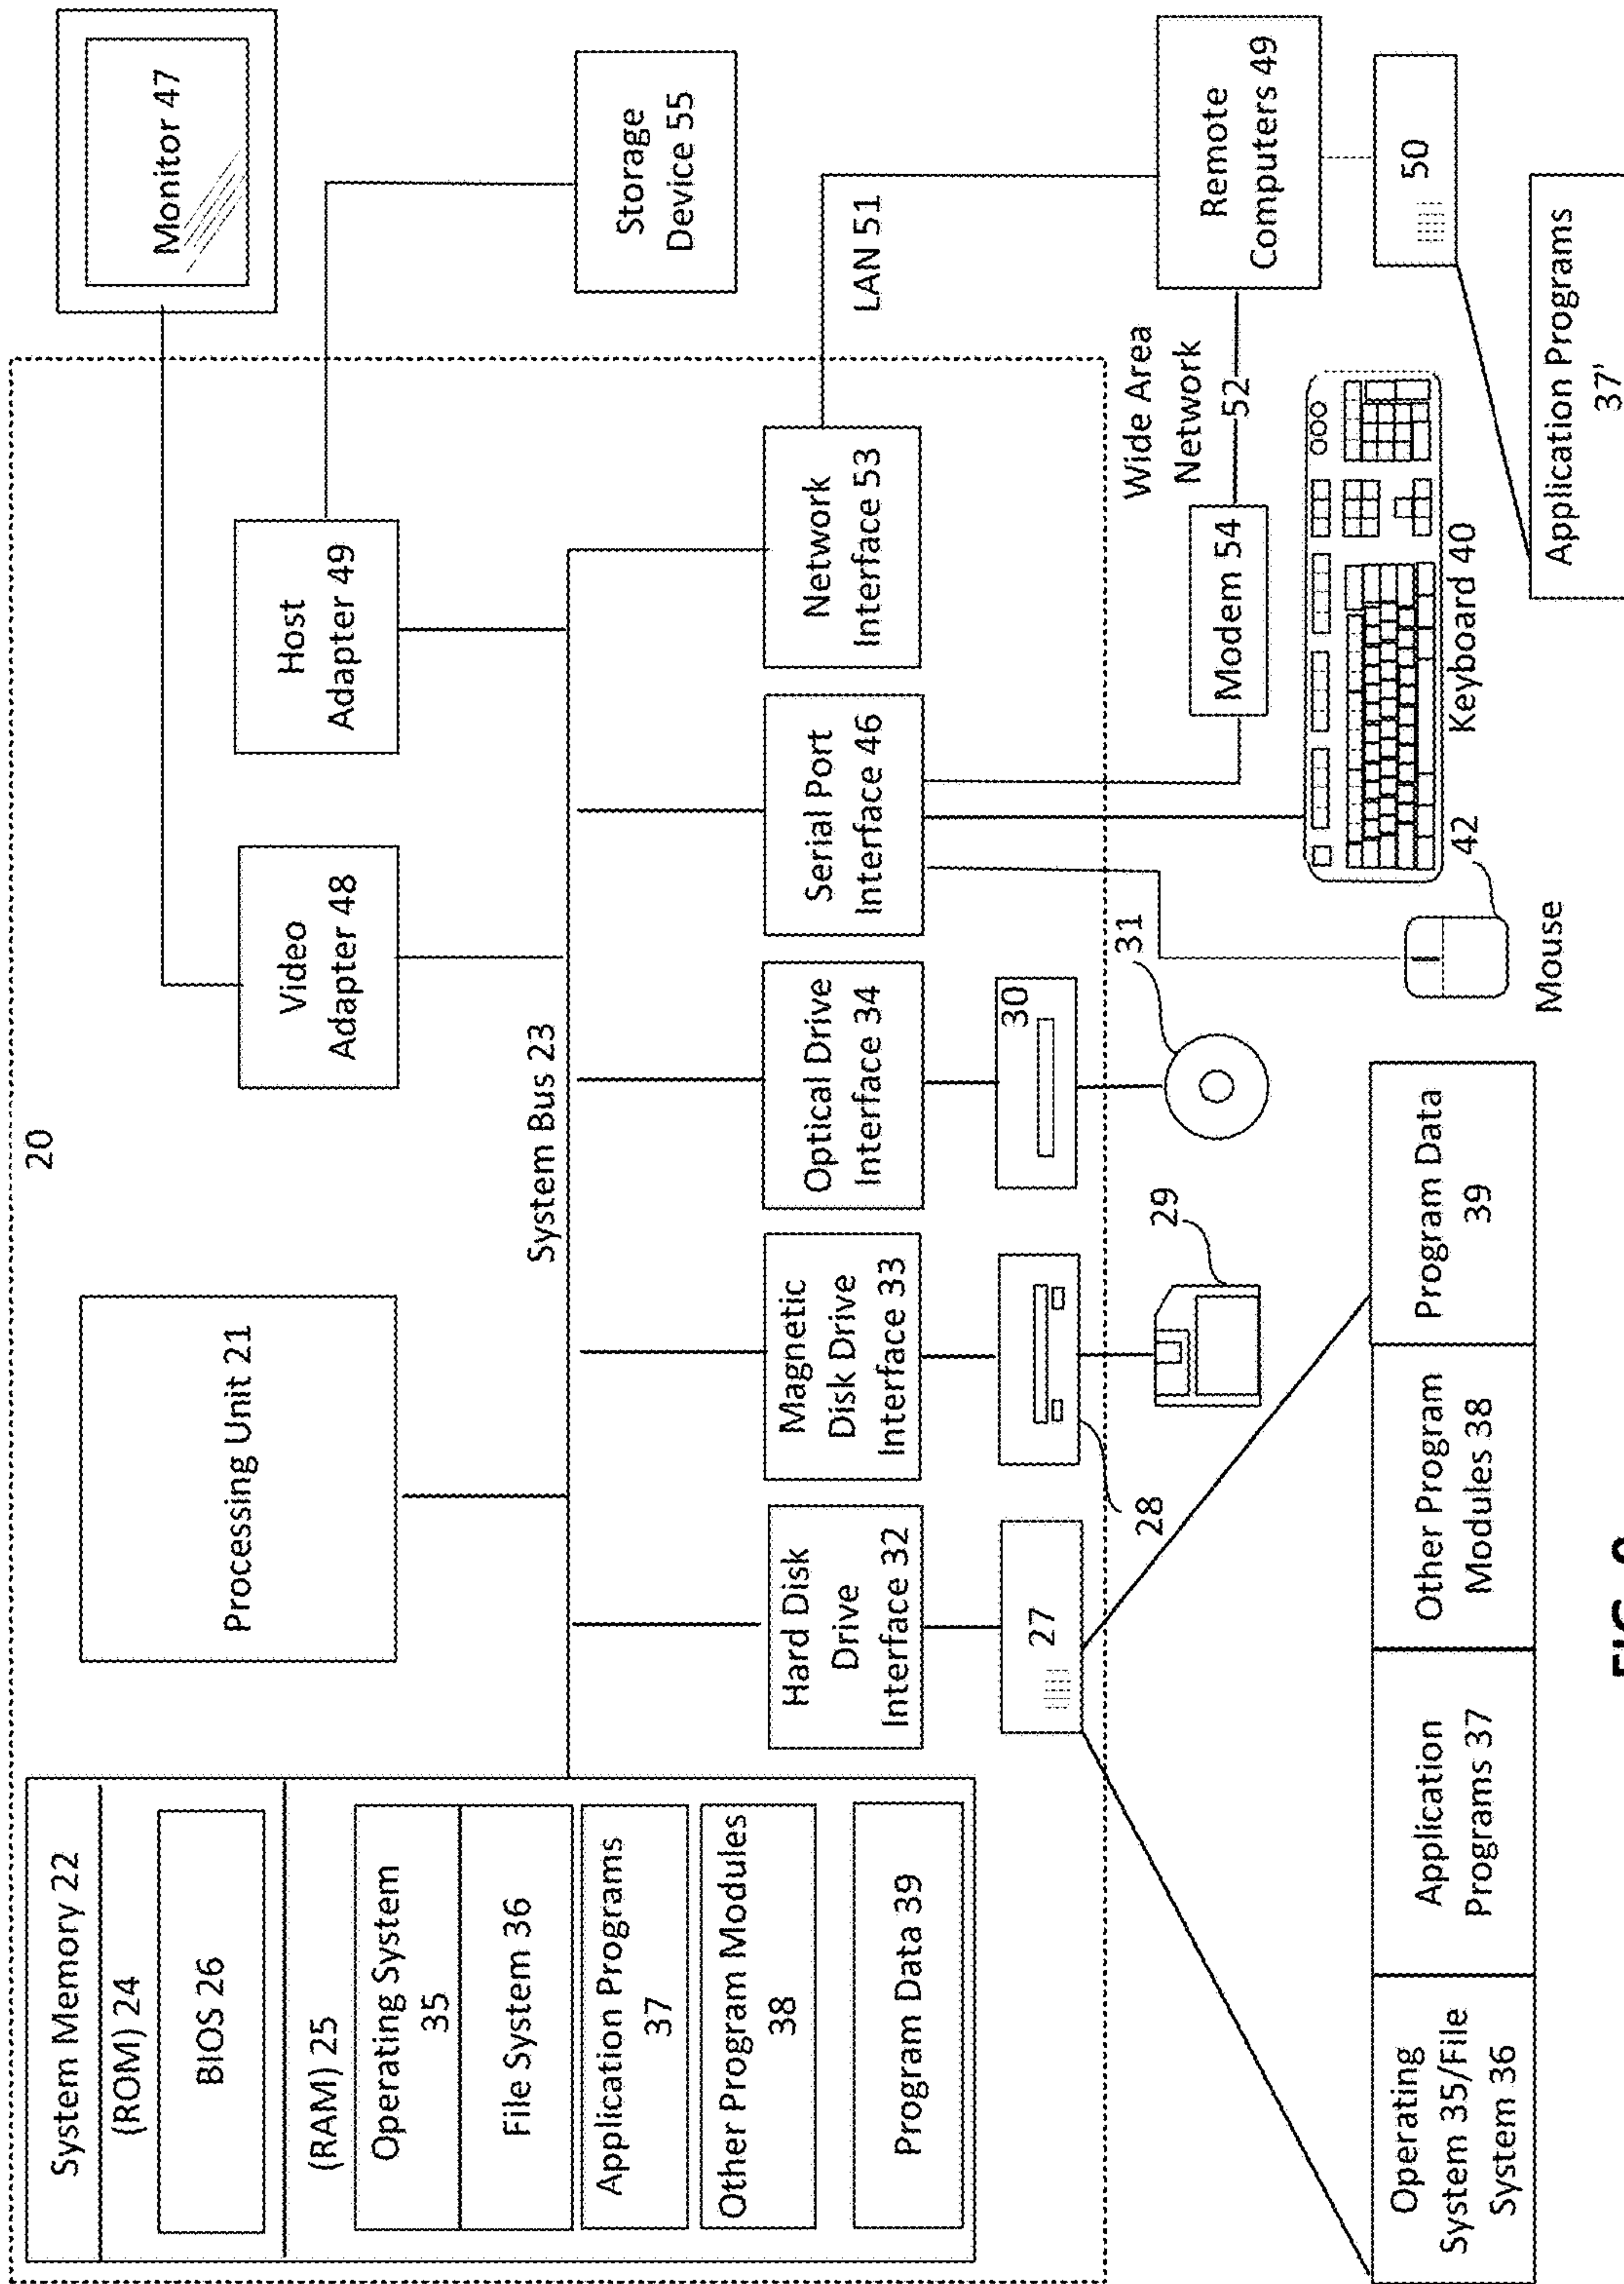 20
System Memory 22
(ROM) 24
BIOS 26
(RAM) 25
Operating System
35
File System 36
Application Programs
37
Other Program Modules
38
Program Data 39
Processing Unit 21
Video
Adapter 48
Host
Adapter 49
Monitor 47
System Bus 23
Storage
Device 55
Hard Disk
Drive
Interface 32
Magnetic
Disk Drive
Interface 33
Optical Drive
Interface 34
Serial Port
Interface 46
Network
Interface 53
LAN 51
27
28
29
30
31
Wide Area
Network
52
Modem 54
Remote
Computers 49
50
Keyboard 40
42
Mouse
Operating
System 35/File
System 36
Application
Programs 37
Other Program
Modules 38
Program Data
39
Application Programs
37'